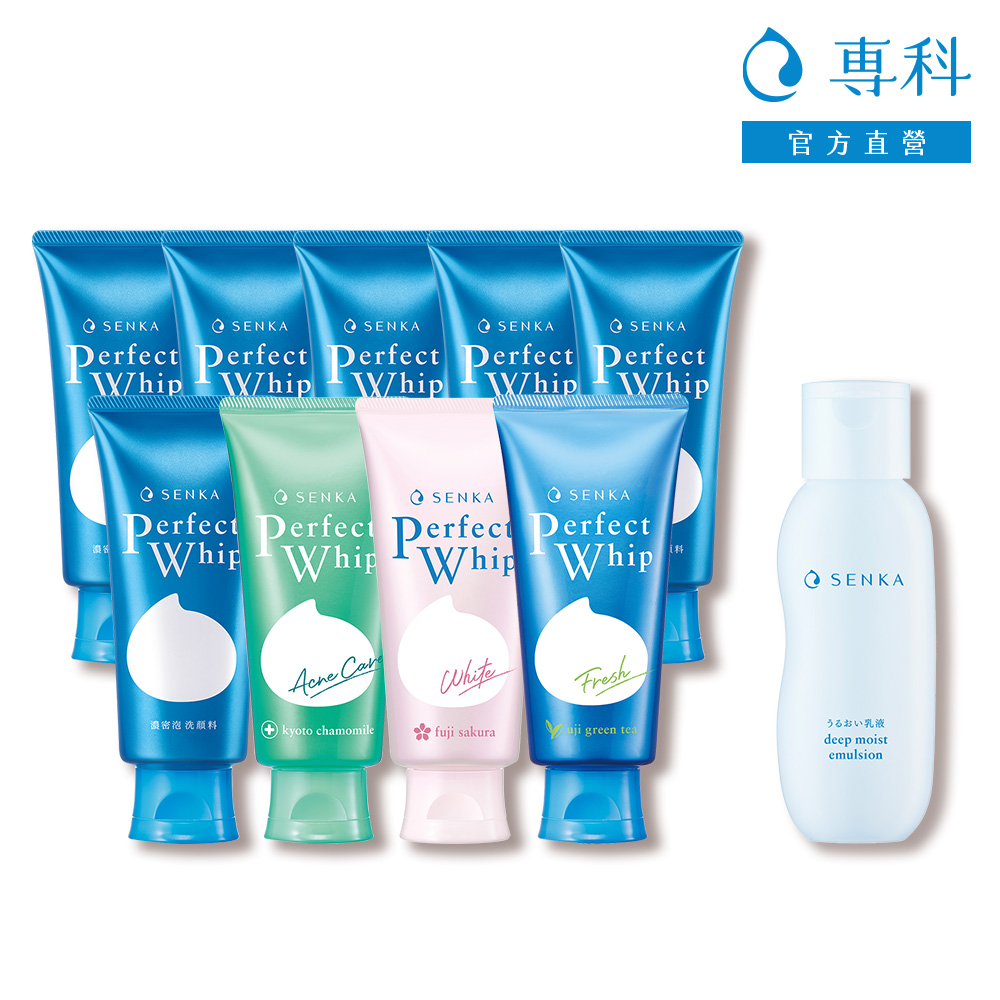 専科
官方直營
SENKA
Perfect
Whip
SENKA
Perfect
Whip
SENKA
Perfect
Whip
SENKA
Perfect
Whip
SENKA
Perfect
Whip
SENKA
Perfect
Whip
濃密泡 洗顔料
SENKA
Perfect
Whip
Acne Care
kyoto chamomile
SENKA
Perfect
Whip
White
fuji sakura
SENKA
Perfect
Whip
Fresh
uji green tea
SENKA
うるおい乳液
deep moist
emulsion